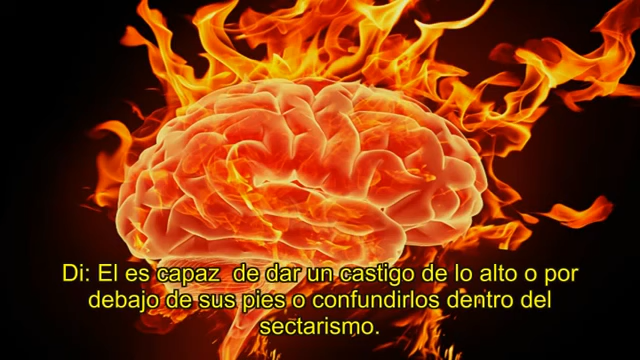 Di: El es capaz  de dar un castigo de lo alto o por
debajo de sus pies o confundirlos dentro del
sectarismo.